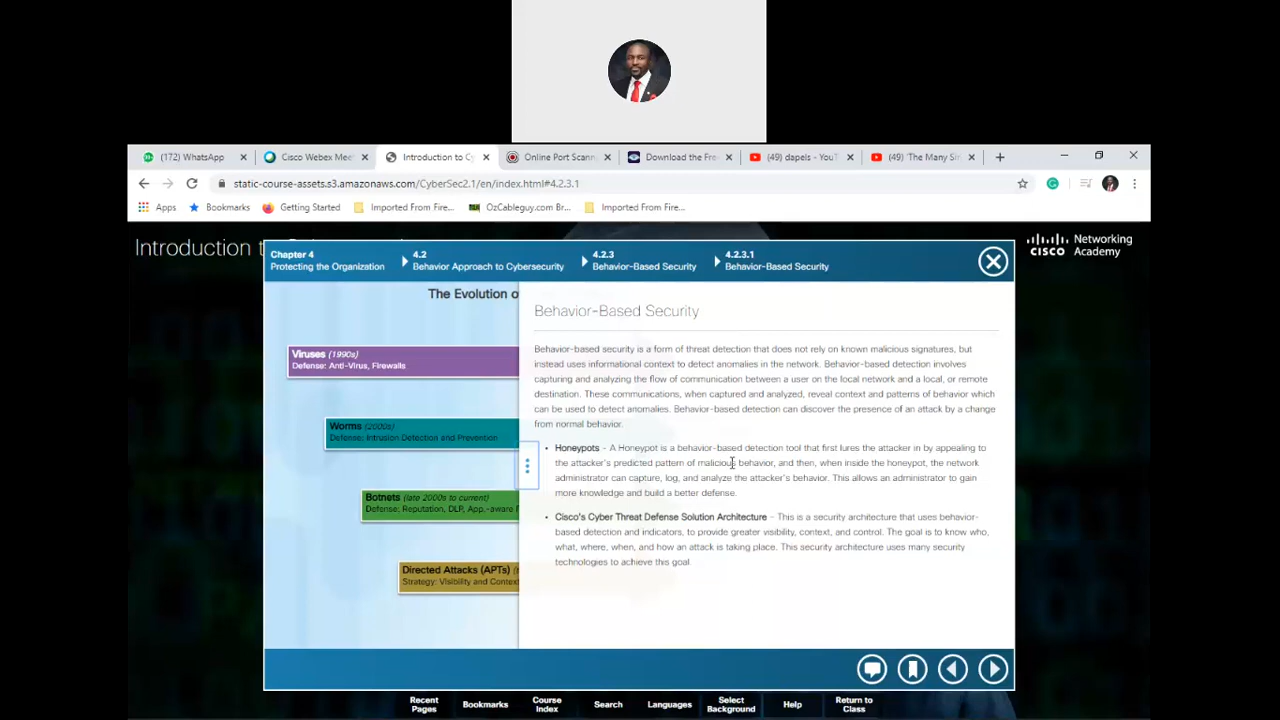 (172) WhatsApp
Cisco Webex Mee
Introduction to Cy
Online Port Scann
Download the Fre
(49) dapels - YouT
(49) 'The Many Sin
static-course-assets.s3.amazonaws.com/CyberSec2.1/en/index.html#4.2.3.1
Apps
Bookmarks
Getting Started
Imported From Fire...
OzCableguy.com Br...
Imported From Fire...
Introduction t
Networking
CISCO Academy
Chapter 4
Protecting the Organization
4.2
Behavior Approach to Cybersecurity
4.2.3
Behavior-Based Security
4.2.3.1
Behavior-Based Security
The Evolution o
Viruses (1990s)
Defense: Anti-Virus, Firewalls
Worms (2000s)
Defense: Intrusion Detection and Prevention
Botnets (late 2000s to current)
Defense: Reputation, DLP, App.-aware F
Directed Attacks (APTs)
Strategy: Visibility and Contex
Behavior-Based Security
Behavior-based security is a form of threat detection that does not rely on known malicious signatures, but
instead uses informational context to detect anomalies in the network. Behavior-based detection involves
capturing and analyzing the flow of communication between a user on the local network and a local, or remote
destination. These communications, when captured and analyzed, reveal context and patterns of behavior which
can be used to detect anomalies. Behavior-based detection can discover the presence of an attack by a change
from normal behavior.
• Honeypots - A Honeypot is a behavior-based detection tool that first lures the attacker in by appealing to
the attacker's predicted pattern of malicious behavior, and then, when inside the honeypot, the network
administrator can capture, log, and analyze the attacker's behavior. This allows an administrator to gain
more knowledge and build a better defense.
• Cisco's Cyber Threat Defense Solution Architecture - This is a security architecture that uses behavior-
based detection and indicators, to provide greater visibility, context, and control. The goal is to know who,
what, where, when, and how an attack is taking place. This security architecture uses many security
technologies to achieve this goal
Recent
Pages
Bookmarks
Course
Index
Search
Languages
Select
Background
Help
Return to
Class